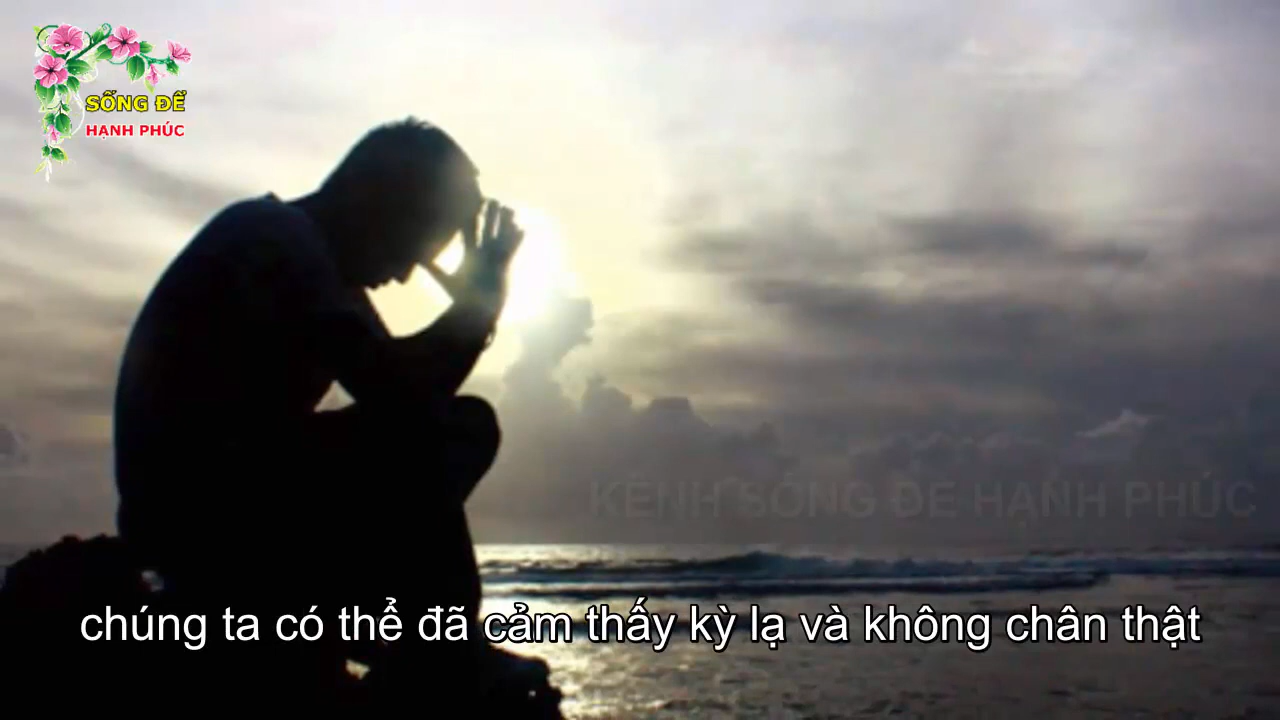 SỐNG ĐỂ
HẠNH PHÚC
KÊNH SỐNG ĐỂ HẠNH PHÚC
chúng ta có thể đã cảm thấy kỳ lạ và không chân thật